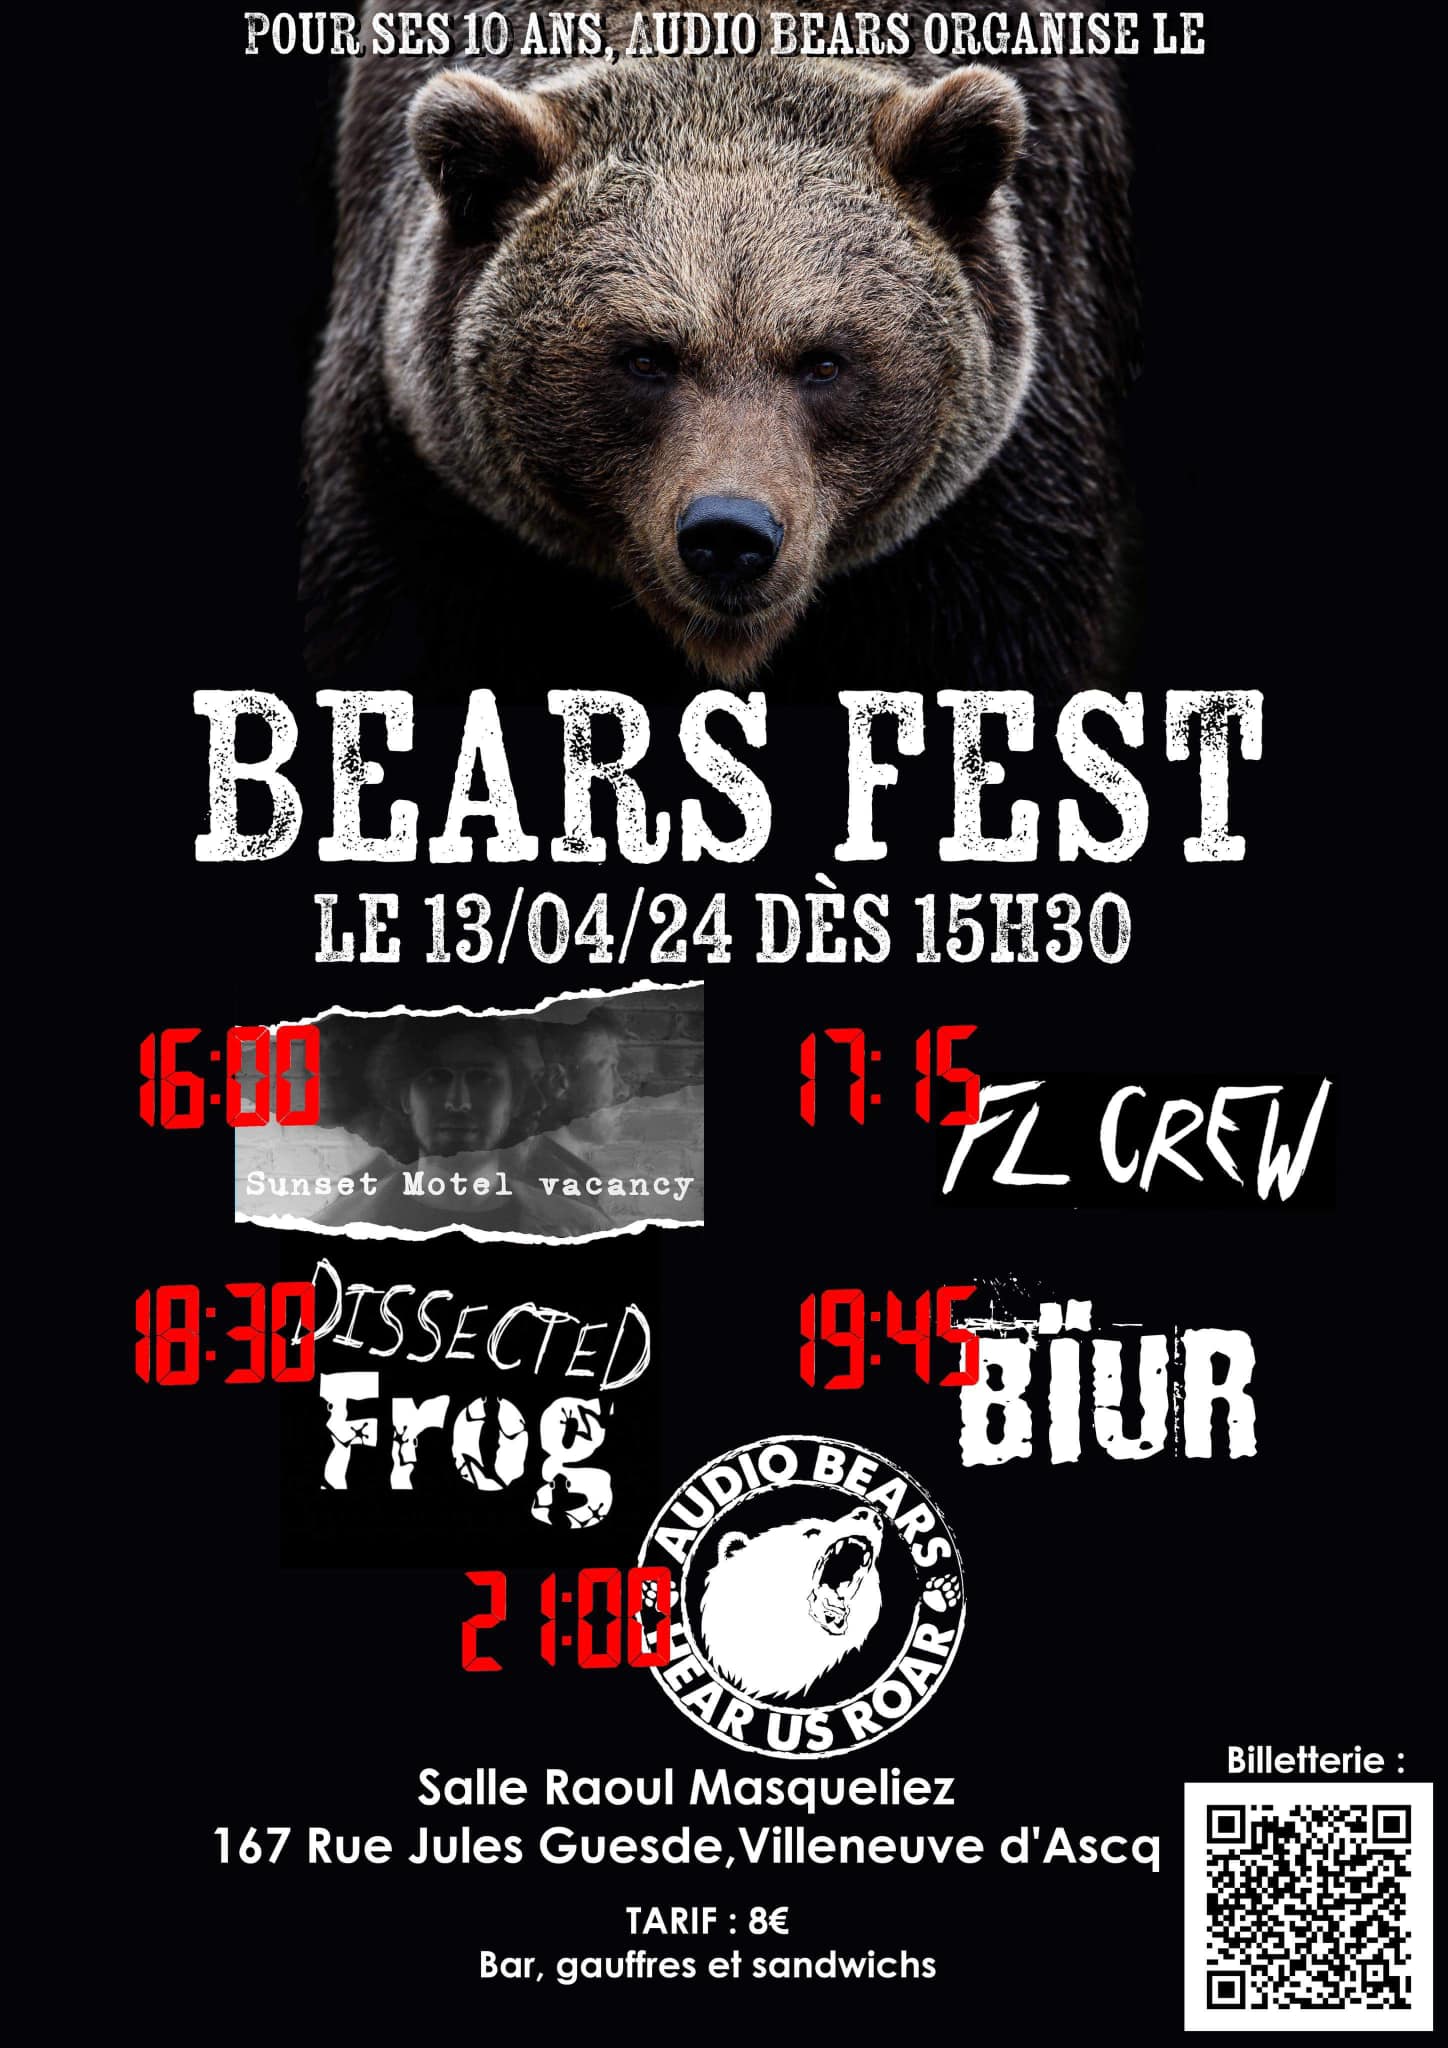 POUR SES 10 ANS, AUDIO BEARS ORGANISE LE
BEARS FEST
LE 13/04/24 DÈS 15H30
16:00
Sunset Motel vacancy
17:15
FL CREW
18:30
DISSECTED
Frog
19:45
BÏUR
21:00
AUDIO BEARS
HEAR US ROAR
Salle Raoul Masqueliez
167 Rue Jules Guesde,Villeneuve d'Ascq
TARIF : 8€
Bar, gauffres et sandwichs
Billetterie :